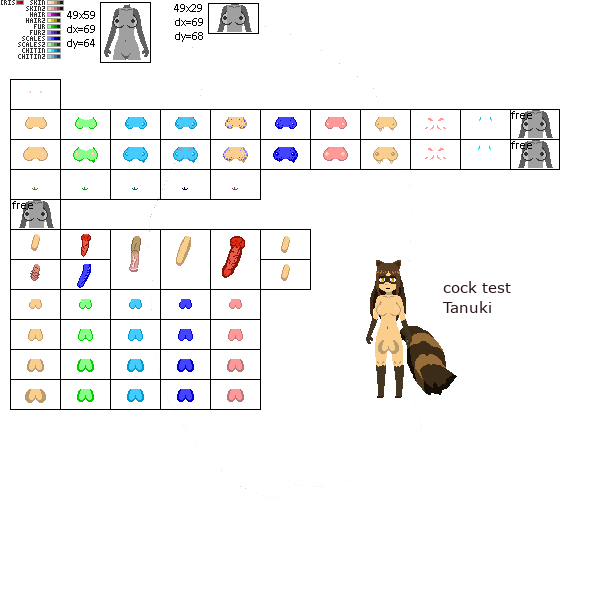 IRIS
SKIN
SKIN2
HAIR
HAIR2
FUR
FUR2
SCALES
SCALES2
CHITIN
CHITIN2
49x59
dx=69
dy=64
49x29
dx=69
dy=68
free
free
free
cock test
Tanuki